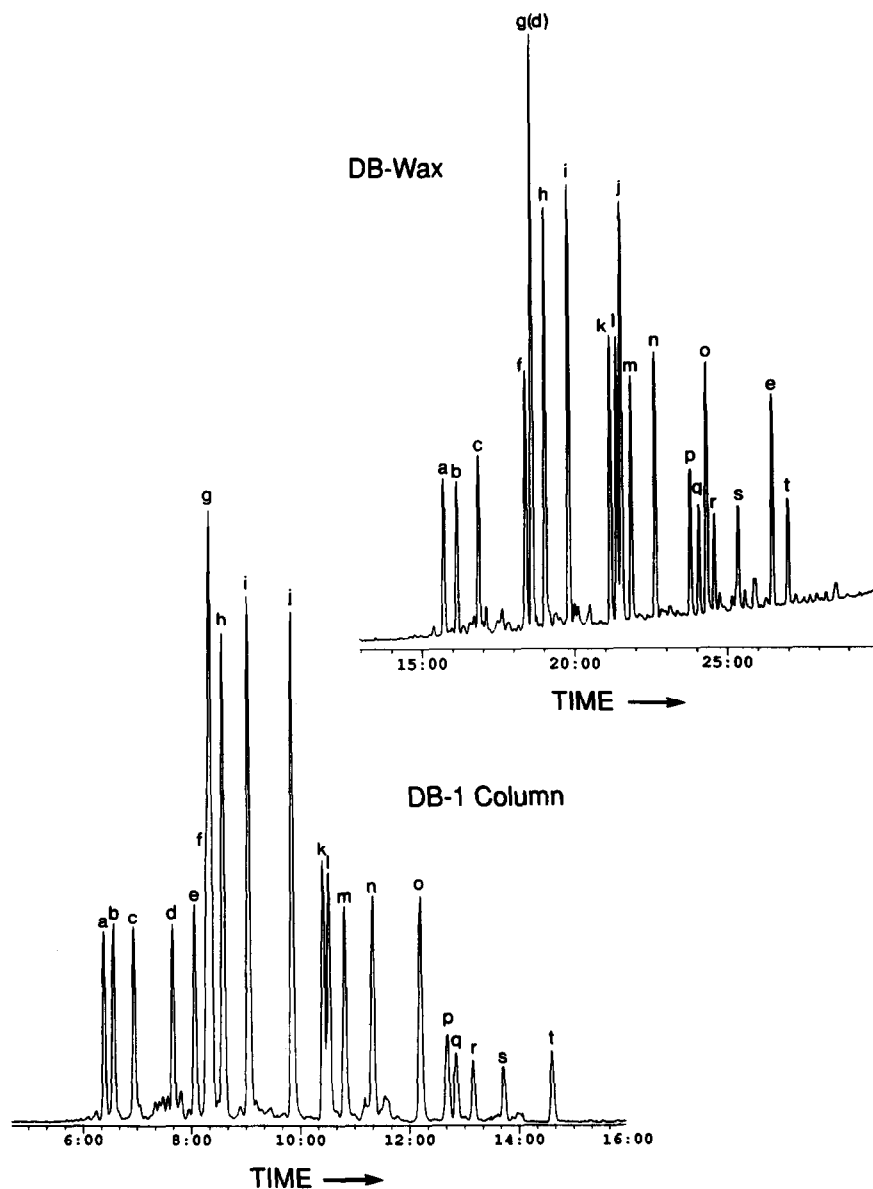 g(d)
DB-Wax
i
j
h
k
l
n
f
m
o
c
e
a
b
p
q
r
s
t
15:00 20:00 25:00
TIME
g
i
j
h
DB-1 Column
f
k
l
a
b
c
d
e
m
n
o
p
q
r
s
t
6:00 8:00 10:00 12:00 14:00 16:00
TIME